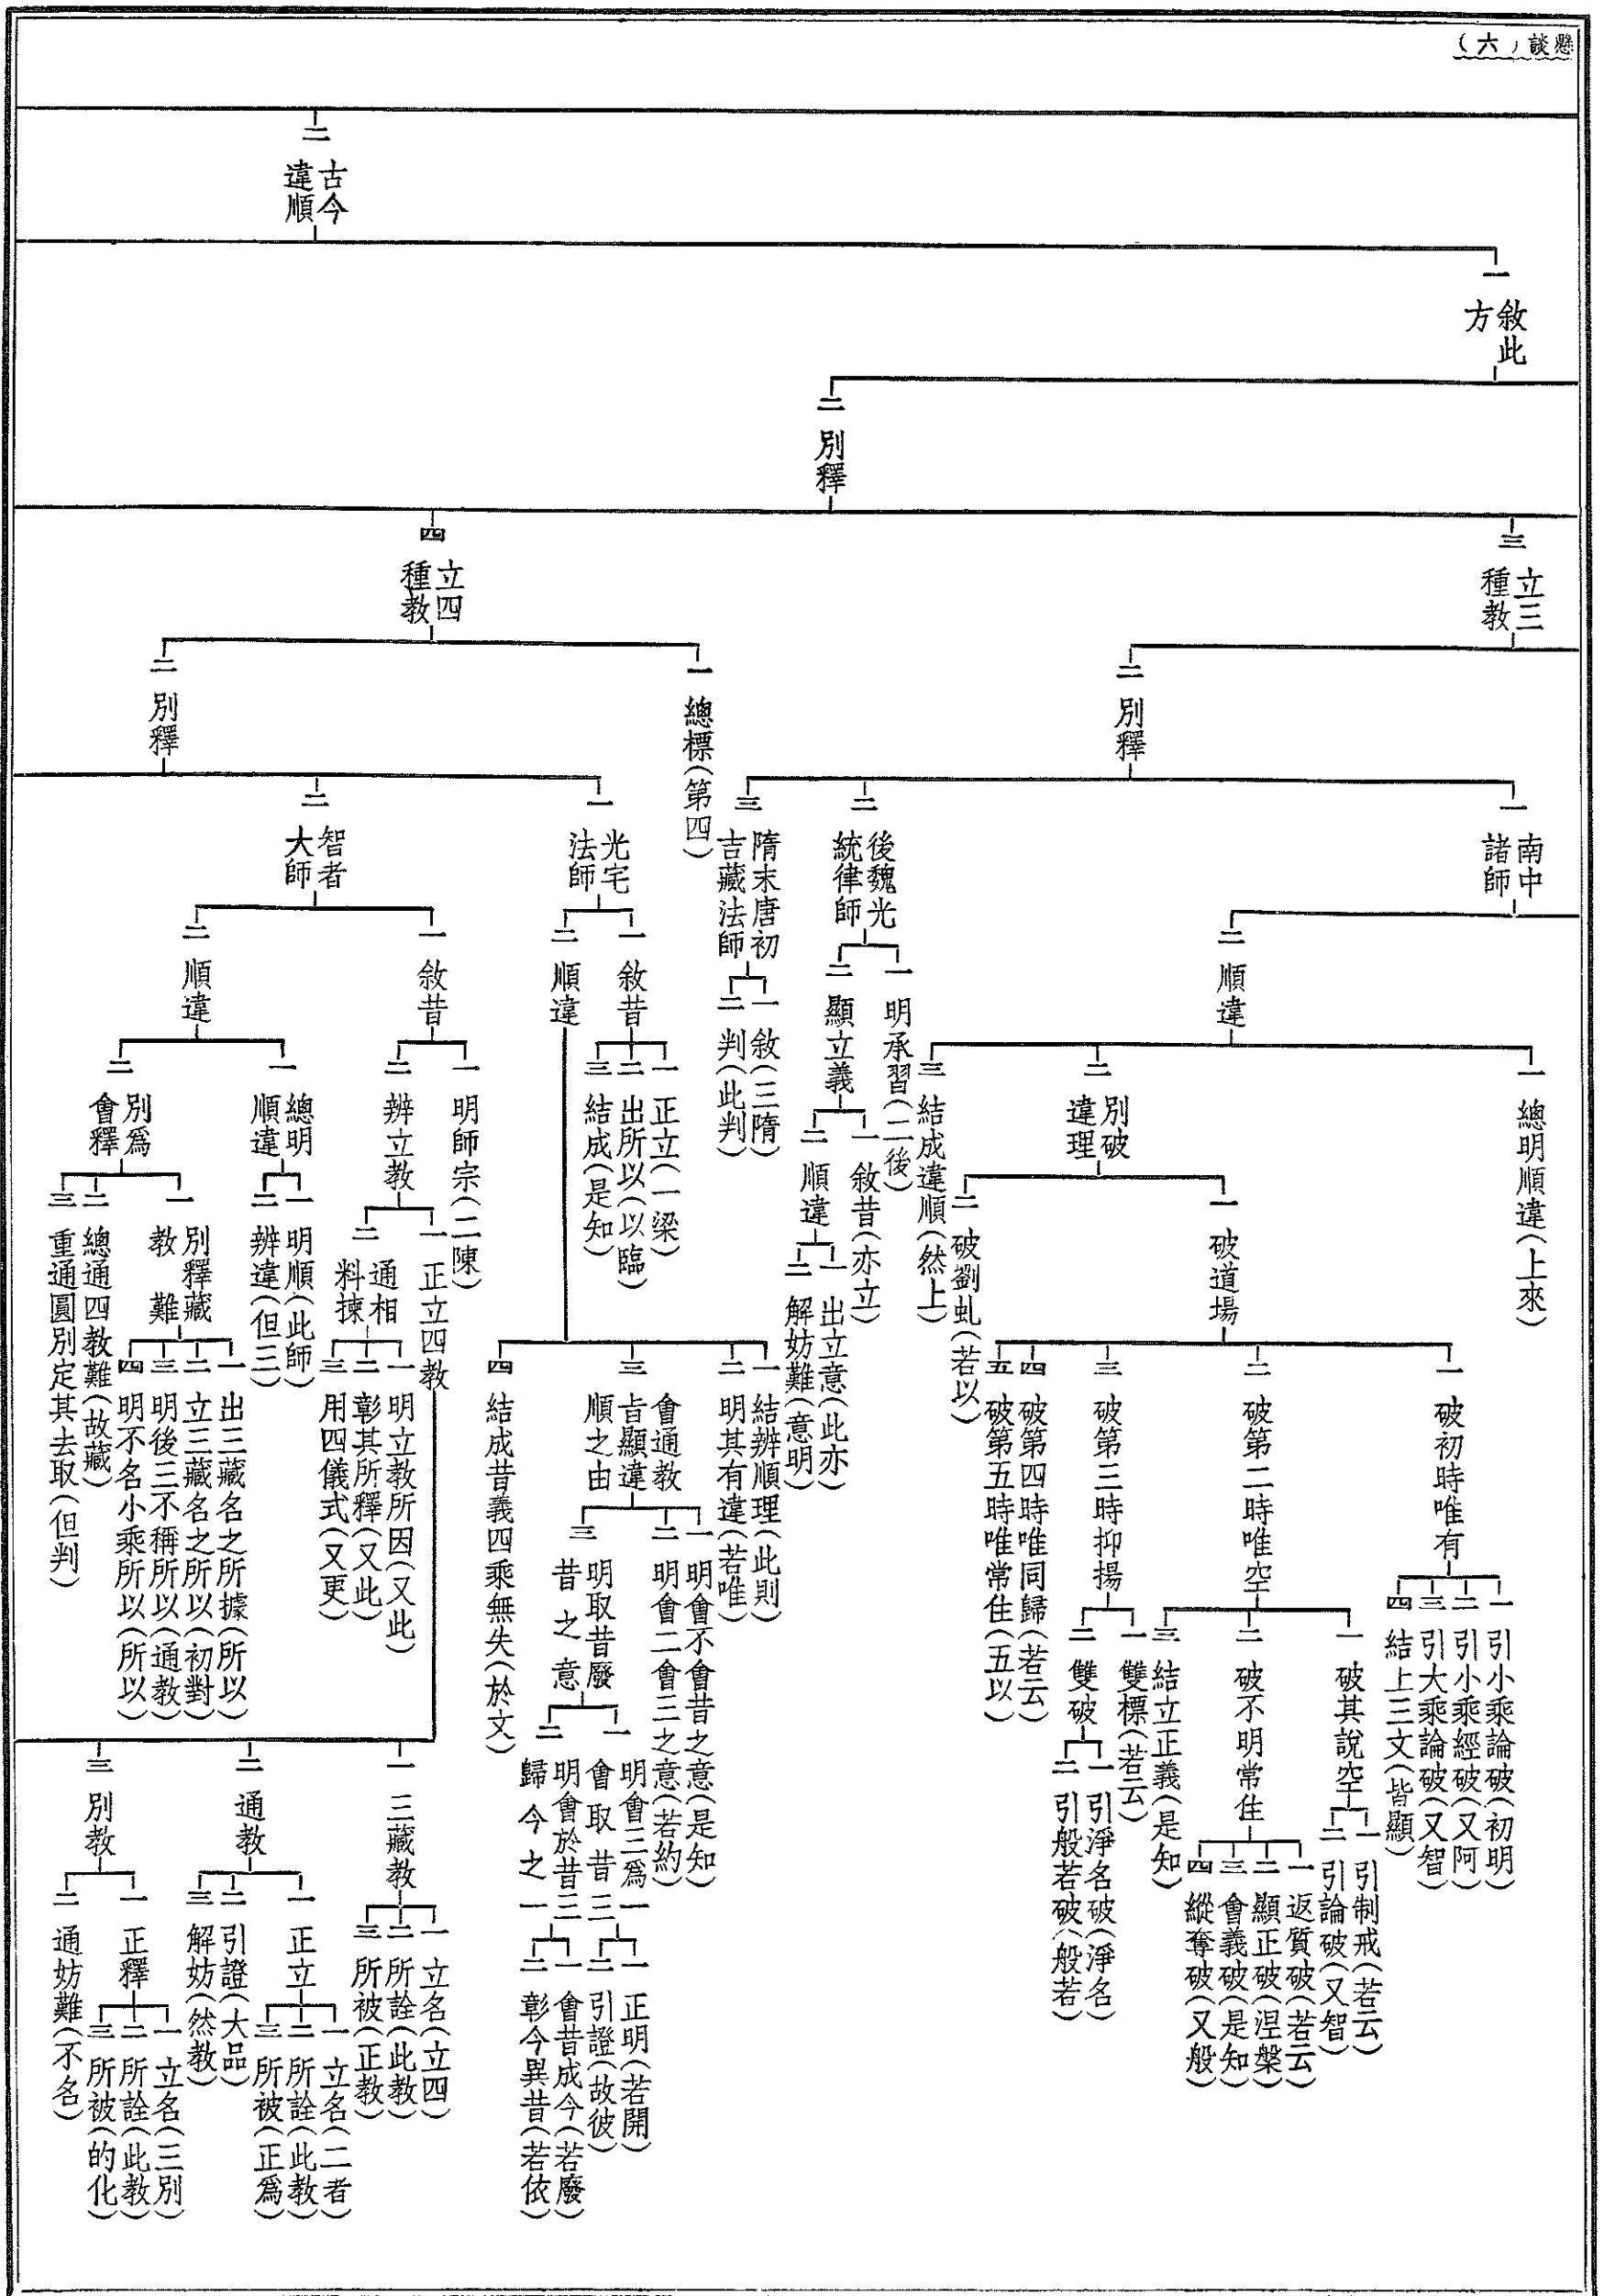 懸談（六）
二 古今違順
一 敘此方
二 別釋
三 立三種教
四 立四種教
二 別釋
一 總標（第四）
二 別釋
一 南中諸師
二 後魏光統律師
三 隋末唐初吉藏法師
一 光宅法師
二 智者大師
二 順違
一 明承習（二後）
二 顯立義
一 敘（三隋）
二 判（此判）
一 敘昔
二 順違
一 敘昔
二 順違
一 總明順違（上來）
二 別破違理
三 結成違順（然上）
一 敘昔（亦立）
二 順違
一 正立（一梁）
二 出所以（以臨）
三 結成（是知）
一 明師宗（二陳）
二 辨立教
一 總明順違
二 別爲會釋
一 破道場
二 破劉虬（若以）
一 出立意（此亦）
二 解妨難（意明）
一 正立四教
二 通相料揀
一 明順（此師）
二 辨違（但三）
一 別釋藏教難
二 總通四教難（故藏）
三 重通圓別定其去取（但判）
一 破初時唯有
二 破第二時唯空
三 破第三時抑揚
四 破第四時唯同歸（若云）
五 破第五時唯常住（五以）
一 結辨順理（此則）
二 明其有違（若唯）
三 會通教旨顯違順之由
四 結成昔義四乘無失（於文）
一 明立教所因（又此）
二 彰其所釋（又此）
三 用四儀式（又更）
一 出三藏名之所據（所以）
二 立三藏名之所以（初對）
三 明後三不稱所以（通教）
四 明不名小乘所以（所以）
一 引小乘論破（初明）
二 引小乘經破（又阿）
三 引大乘論破（又智）
四 結上三文（皆顯）
一 破其說空
二 破不明常住
三 結立正義（是知）
一 雙標（若云）
二 雙破
一 明會不會昔之意（是知）
二 明會二會三之意（若約）
三 明取昔廢昔之意
一 引制戒（若云）
二 引論破（又智）
一 返質破（若云）
二 顯正破（涅槃）
三 會義破（是知）
四 縱奪破（又般）
一 引淨名破（淨名）
二 引般若破（般若）
一 明會三爲一會取昔三
二 明會於昔三歸今之一
一 三藏教
二 通教
三 別教
一 正明（若開）
二 引證（故彼）
一 會昔成今（若廢）
二 彰今異昔（若依）
一 立名（立四）
二 所詮（此教）
三 所被（正教）
一 正立
二 引證（大品）
三 解妨（然教）
一 正釋
二 通妨難（不名）
一 立名（二者）
二 所詮（此教）
三 所被（正爲）
一 立名（三別）
二 所詮（此教）
三 所被（的化）